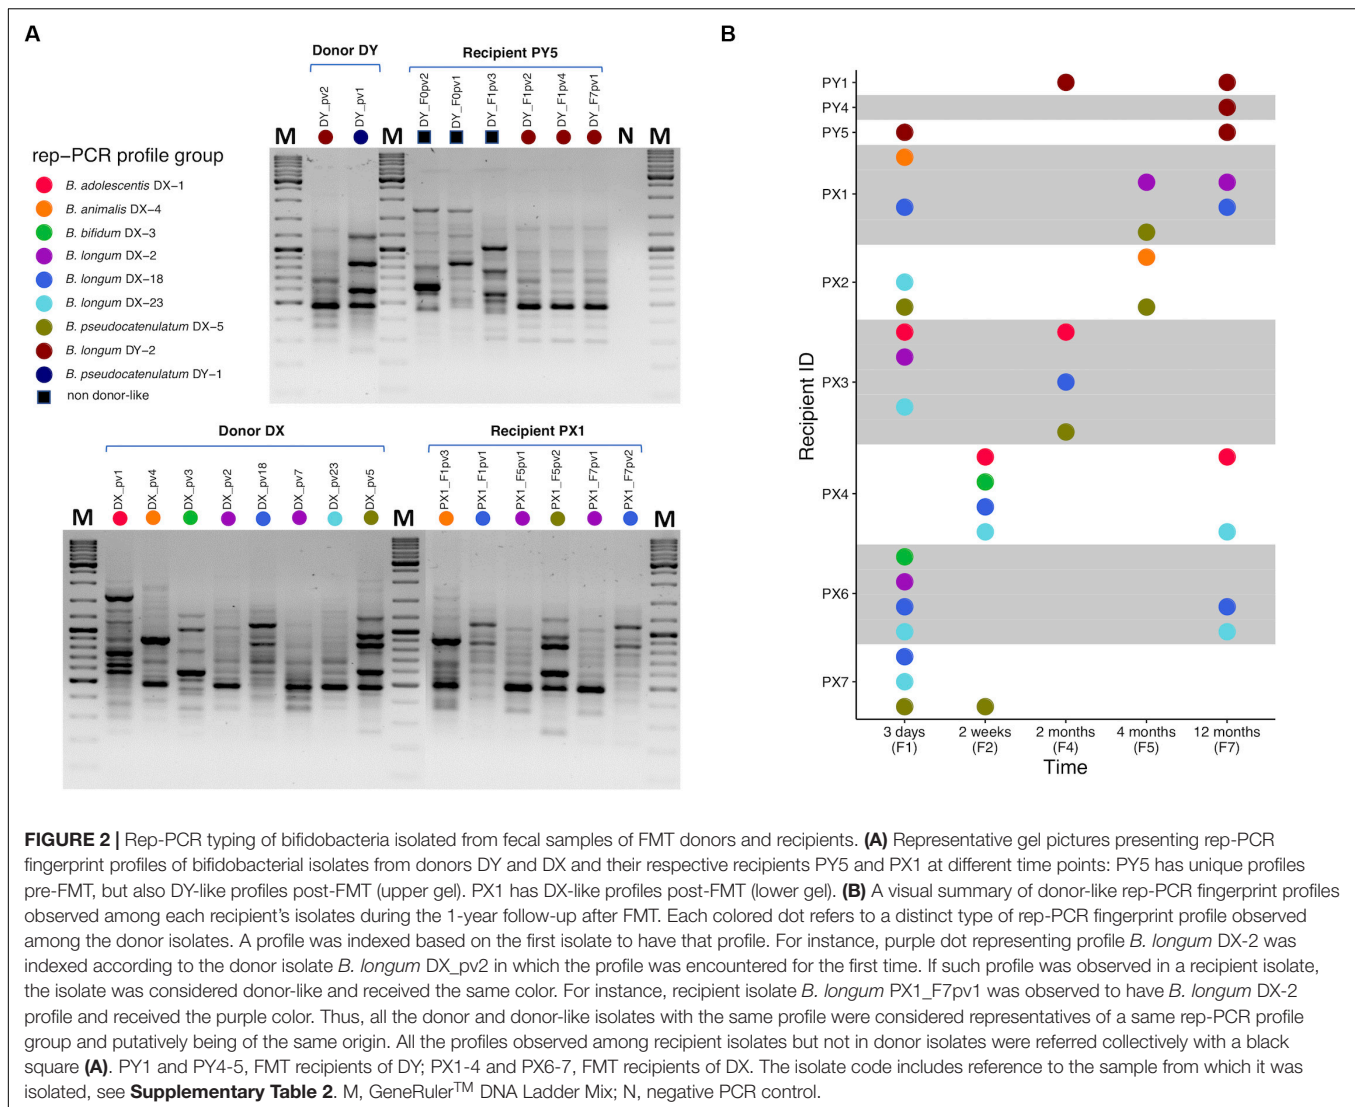 A
Donor DY
Recipient PY5
DY_pv2
DY_pv1
DY_F0pv2
DY_F0pv1
DY_F1pv3
DY_F1pv2
DY_F1pv4
DY_F7pv1
M
M
N
M
rep−PCR profile group
B. adolescentis DX−1
B. animalis DX−4
B. bifidum DX−3
B. longum DX−2
B. longum DX−18
B. longum DX−23
B. pseudocatenulatum DX−5
B. longum DY−2
B. pseudocatenulatum DY−1
non donor-like
Donor DX
Recipient PX1
DX_pv1
DX_pv4
DX_pv3
DX_pv2
DX_pv18
DX_pv7
DX_pv23
DX_pv5
PX1_F1pv3
PX1_F1pv1
PX1_F5pv1
PX1_F5pv2
PX1_F7pv1
PX1_F7pv2
M
M
M
B
Recipient ID
PY1
PY4
PY5
PX1
PX2
PX3
PX4
PX6
PX7
3 days
(F1)
2 weeks
(F2)
2 months
(F4)
4 months
(F5)
12 months
(F7)
Time
FIGURE 2 | Rep-PCR typing of bifidobacteria isolated from fecal samples of FMT donors and recipients. (A) Representative gel pictures presenting rep-PCR
fingerprint profiles of bifidobacterial isolates from donors DY and DX and their respective recipients PY5 and PX1 at different time points: PY5 has unique profiles
pre-FMT, but also DY-like profiles post-FMT (upper gel). PX1 has DX-like profiles post-FMT (lower gel). (B) A visual summary of donor-like rep-PCR fingerprint profiles
observed among each recipient's isolates during the 1-year follow-up after FMT. Each colored dot refers to a distinct type of rep-PCR fingerprint profile observed
among the donor isolates. A profile was indexed based on the first isolate to have that profile. For instance, purple dot representing profile B. longum DX-2 was
indexed according to the donor isolate B. longum DX_pv2 in which the profile was encountered for the first time. If such profile was observed in a recipient isolate,
the isolate was considered donor-like and received the same color. For instance, recipient isolate B. longum PX1_F7pv1 was observed to have B. longum DX-2
profile and received the purple color. Thus, all the donor and donor-like isolates with the same profile were considered representatives of a same rep-PCR profile
group and putatively being of the same origin. All the profiles observed among recipient isolates but not in donor isolates were referred collectively with a black
square (A). PY1 and PY4-5, FMT recipients of DY; PX1-4 and PX6-7, FMT recipients of DX. The isolate code includes reference to the sample from which it was
isolated, see Supplementary Table 2. M, GeneRuler™ DNA Ladder Mix; N, negative PCR control.